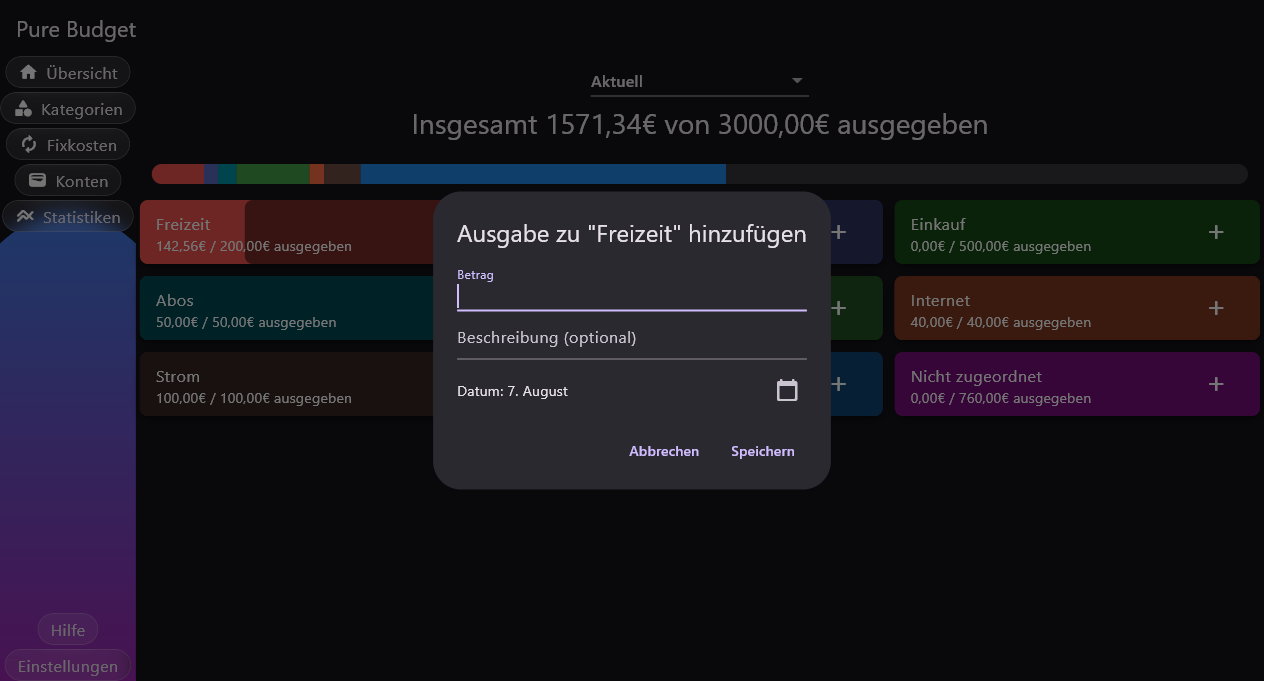 Pure Budget
Übersicht
Kategorien
Fixkosten
Konten
Statistiken
Hilfe
Einstellungen
Aktuell
Insgesamt 1571,34€ von 3000,00€ ausgegeben
Freizeit
142,56€ / 200,00€ ausgegeben
Einkauf
0,00€ / 500,00€ ausgegeben
Abos
50,00€ / 50,00€ ausgegeben
Internet
40,00€ / 40,00€ ausgegeben
Strom
100,00€ / 100,00€ ausgegeben
Nicht zugeordnet
0,00€ / 760,00€ ausgegeben
Ausgabe zu "Freizeit" hinzufügen
Betrag
Beschreibung (optional)
Datum: 7. August
Abbrechen Speichern